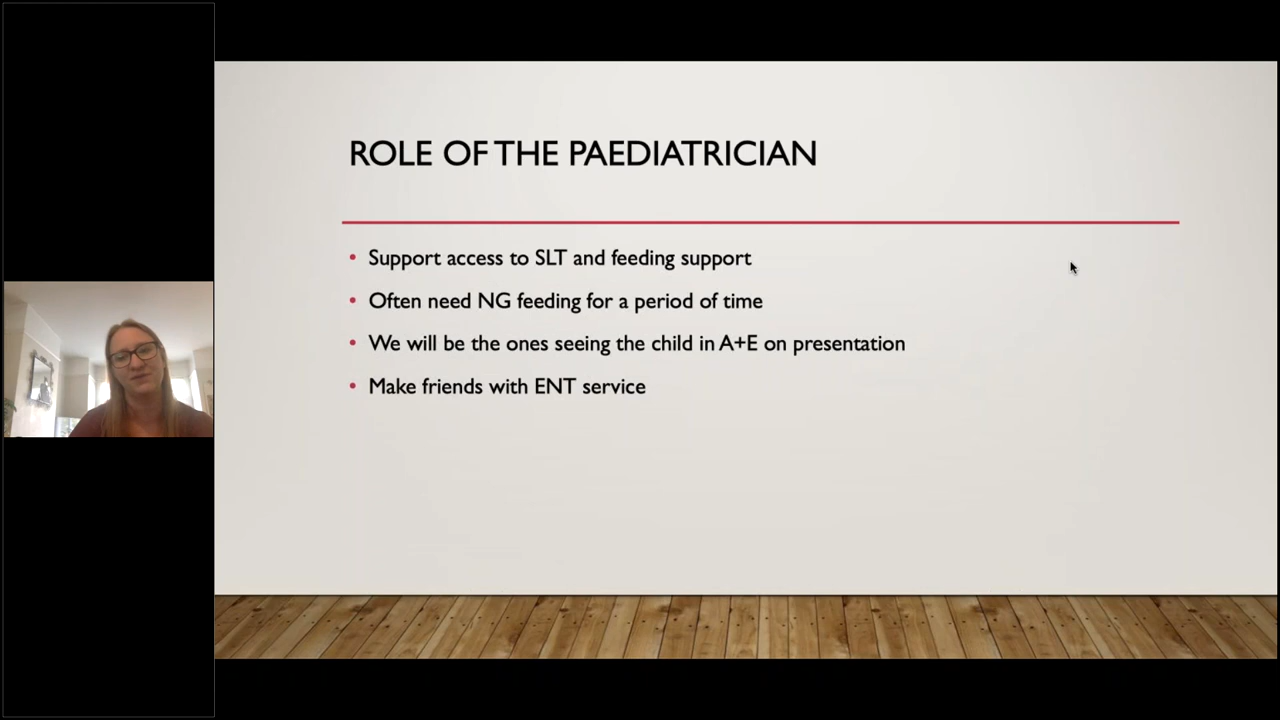 ROLE OF THE PAEDIATRICIAN
• Support access to SLT and feeding support
• Often need NG feeding for a period of time
• We will be the ones seeing the child in A+E on presentation
• Make friends with ENT service